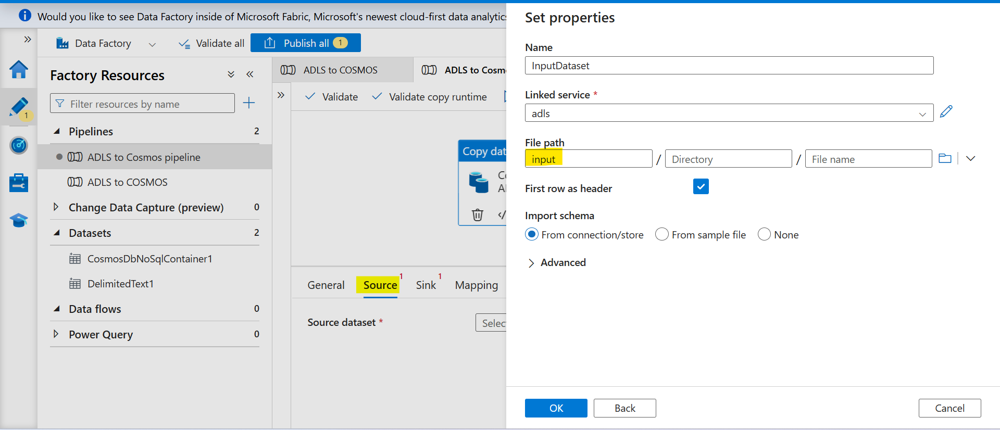 Would you like to see Data Factory inside of Microsoft Fabric, Microsoft's newest cloud-first data analytics
Data Factory
Validate all
Publish all 1
1
Factory Resources
Filter resources by name
Pipelines 2
ADLS to Cosmos pipeline
ADLS to COSMOS
Change Data Capture (preview) 0
Datasets 2
CosmosDbNoSqlContainer1
DelimitedText1
Data flows 0
Power Query 0
ADLS to COSMOS
ADLS to Cosm
Validate
Validate copy runtime
Copy dat
Co
AD
General
Source 1
Sink 1
Mapping
Source dataset *
Selec
Set properties
Name
InputDataset
Linked service *
adls
File path
input / Directory / File name
First row as header
Import schema
From connection/store
From sample file
None
Advanced
OK
Back
Cancel